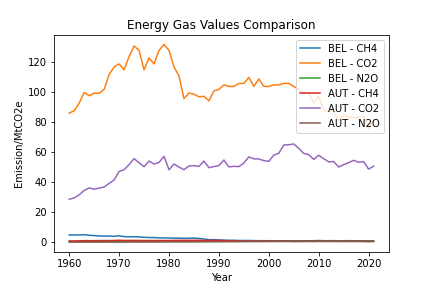 Energy Gas Values Comparison
Emission/MtCO2e
120
100
80
60
40
20
0
BEL - CH4
BEL - CO2
BEL - N2O
AUT - CH4
AUT - CO2
AUT - N2O
1960
1970
1980
1990
2000
2010
2020
Year